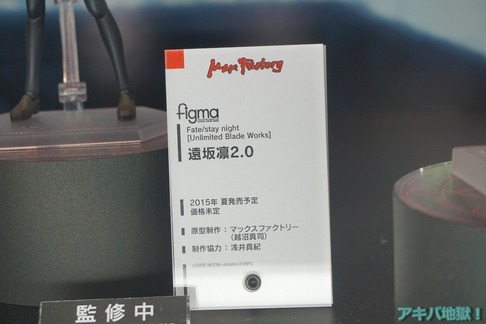 Max Factory
figma
Fate/stay night
[Unlimited Blade Works]
遠坂凛2.0
2015年 夏発売予定
価格未定
原型制作：マックスファクトリー
（越沼真司）
制作協力：浅井真紀
監修中
アキバ地獄！